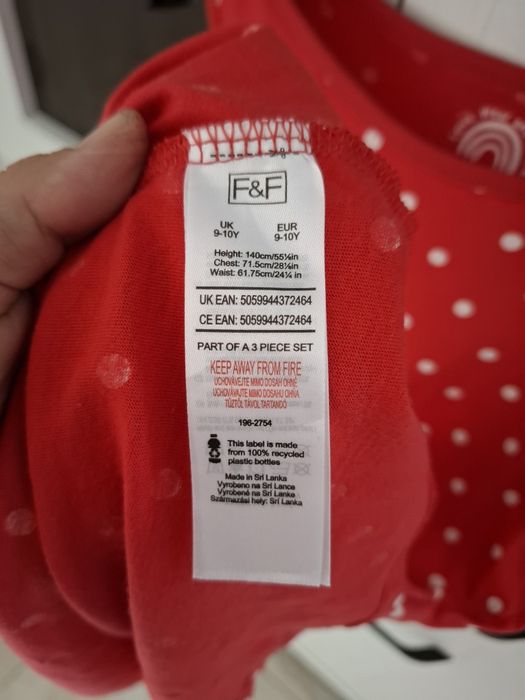 F&F
UK EUR
9-10Y 9-10Y
Height: 140cm/55⅛in
Chest: 71.5cm/28⅛in
Waist: 61.75cm/24¼ in
UK EAN: 5059944372464
CE EAN: 5059944372464
PART OF A 3 PIECE SET
KEEP AWAY FROM FIRE
UCHOVÁVEJTE MIMO DOSAH OHNĚ
UCHOVÁVAJTE MIMO DOSAHU OHŇA
TŰZTŐL TÁVOL TARTANDÓ
196-2754
This label is made
from 100% recycled
plastic bottles
Made in Sri Lanka
Vyrobeno na Srí Lance
Vyrobené na Srí Lanke
Származási hely: Srí Lanka